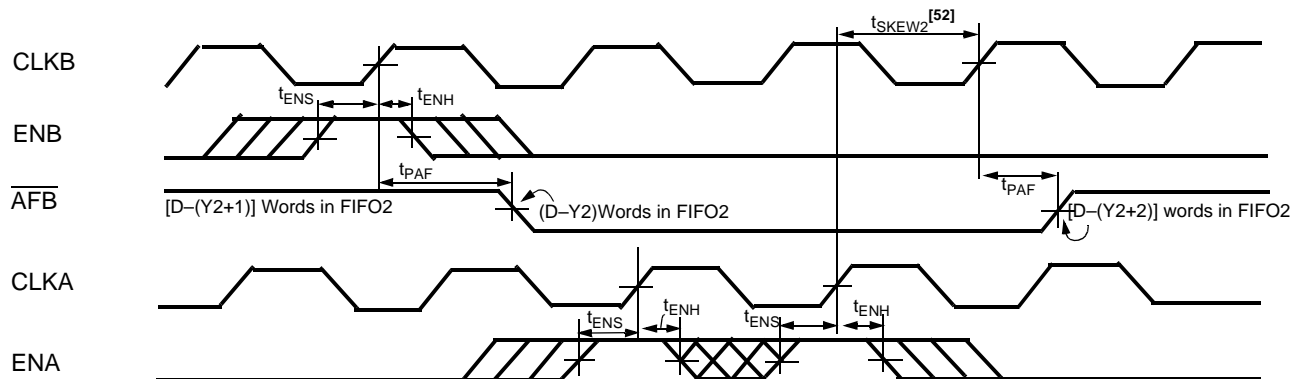 tSKEW2[52]
CLKB
tENS tENH
ENB
tPAF tPAF
AFB
[D–(Y2+1)] Words in FIFO2 (D–Y2)Words in FIFO2 [D–(Y2+2)] words in FIFO2
CLKA
tENS tENH tENS tENH
ENA